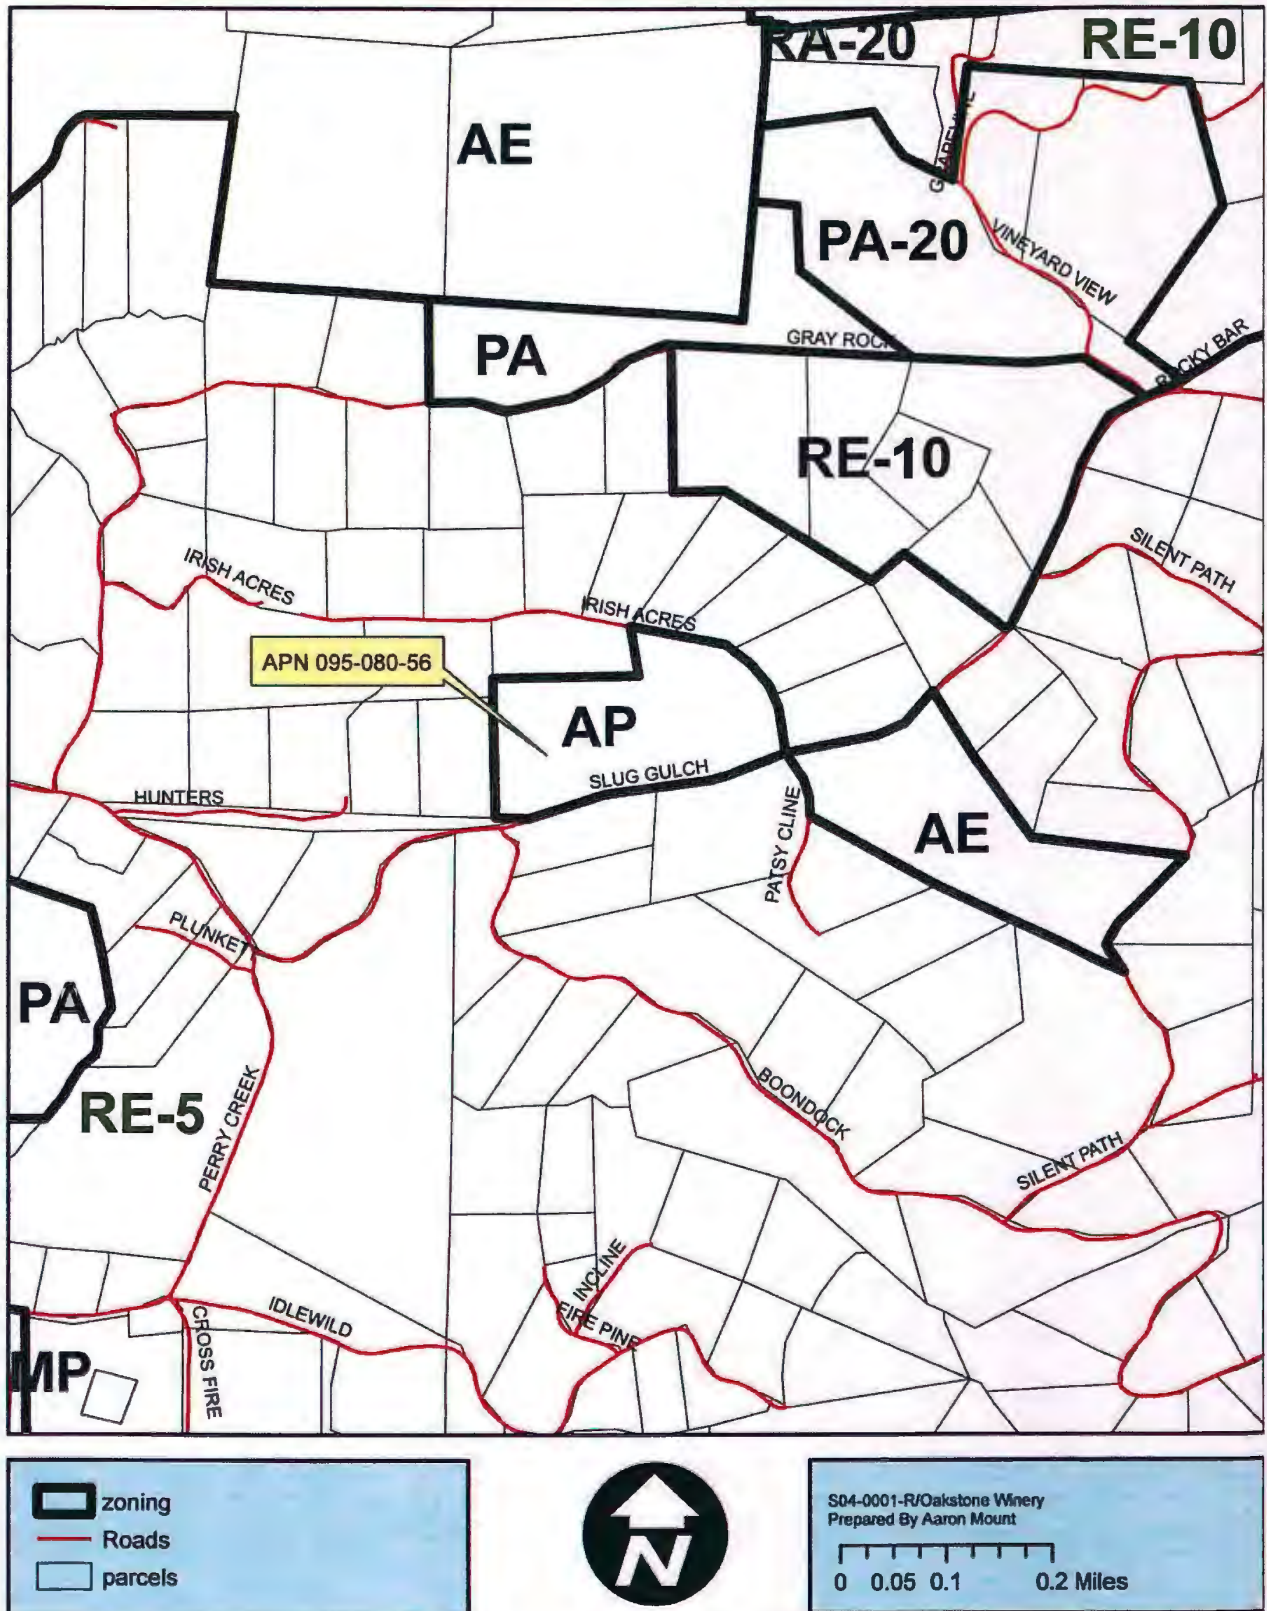 RA-20
RE-10
AE
GRAPEVINE
PA-20
VINEYARD VIEW
PA
GRAY ROCK
ROCKY BAR
RE-10
SILENT PATH
IRISH ACRES
IRISH ACRES
APN 095-080-56
AP
SLUG GULCH
HUNTERS
PATSY CLINE
AE
PLUNKET
PA
RE-5
PERRY CREEK
BOONDOCK
SILENT PATH
INCLINE
FIRE PINE
IDLEWILD
CROSS FIRE
MP
zoning
Roads
parcels
N
S04-0001-R/Oakstone Winery
Prepared By Aaron Mount
0 0.05 0.1 0.2 Miles